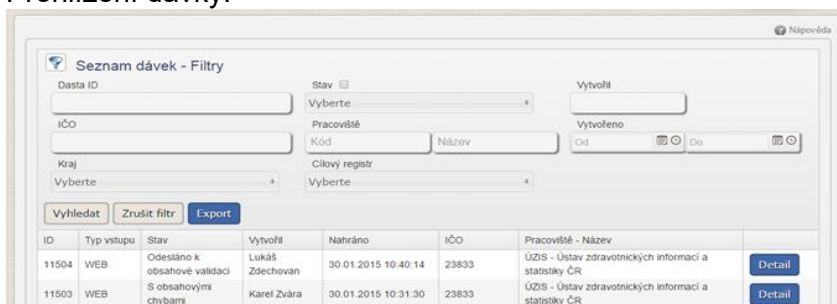 Nápověda
Seznam dávek - Filtry
Dasta ID
Stav
Vytvořil
Vyberte
IČO
Pracoviště
Vytvořeno
Kód
Název
Od
Do
Kraj
Cílový registr
Vyberte
Vyberte
Vyhledat
Zrušit filtr
Export
ID
Typ vstupu
Stav
Vytvořil
Nahráno
IČO
Pracoviště - Název
11504 WEB Odesláno k obsahové validaci Lukáš Zdechovan 30.01.2015 10:40:14 23833 ÚZIS - Ústav zdravotnických informací a statistiky ČR Detail
11503 WEB S obsahovými chybami Karel Zvára 30.01.2015 10:31:30 23833 ÚZIS - Ústav zdravotnických informací a statistiky ČR Detail